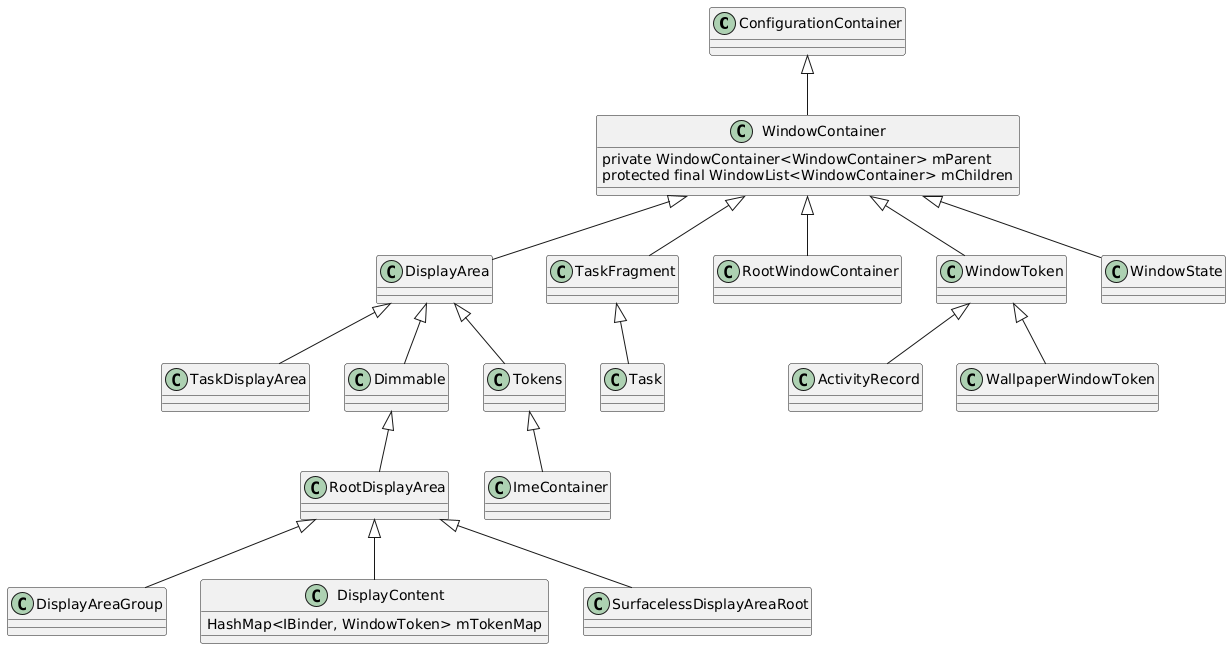 C ConfigurationContainer
C WindowContainer
private WindowContainer<WindowContainer> mParent
protected final WindowList<WindowContainer> mChildren
C DisplayArea
C TaskFragment
C RootWindowContainer
C WindowToken
C WindowState
C TaskDisplayArea
C Dimmable
C Tokens
C Task
C ActivityRecord
C WallpaperWindowToken
C RootDisplayArea
C ImeContainer
C DisplayAreaGroup
C DisplayContent
HashMap<IBinder, WindowToken> mTokenMap
C SurfacelessDisplayAreaRoot